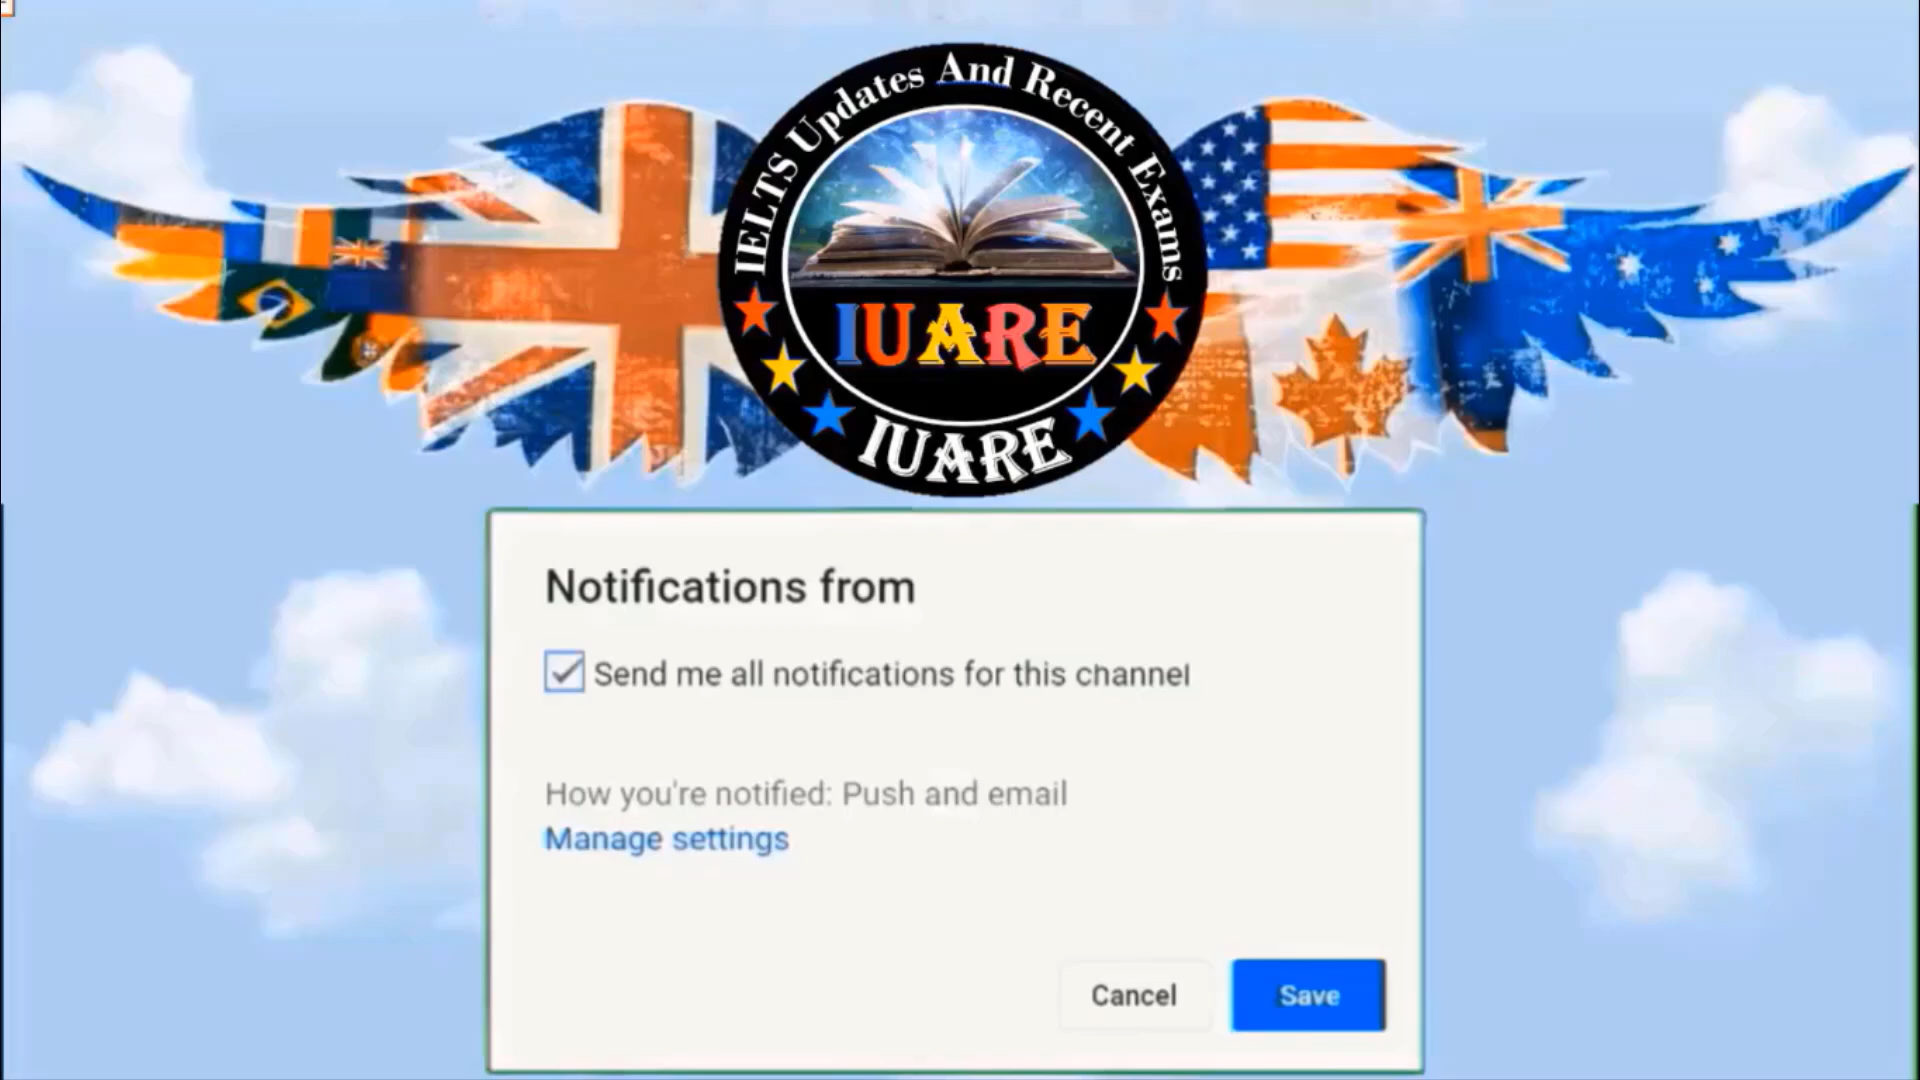 IELTS Updates And Recent Exams
IUARE
IUARE
Notifications from
Send me all notifications for this channel
How you're notified: Push and email
Manage settings
Cancel
Save